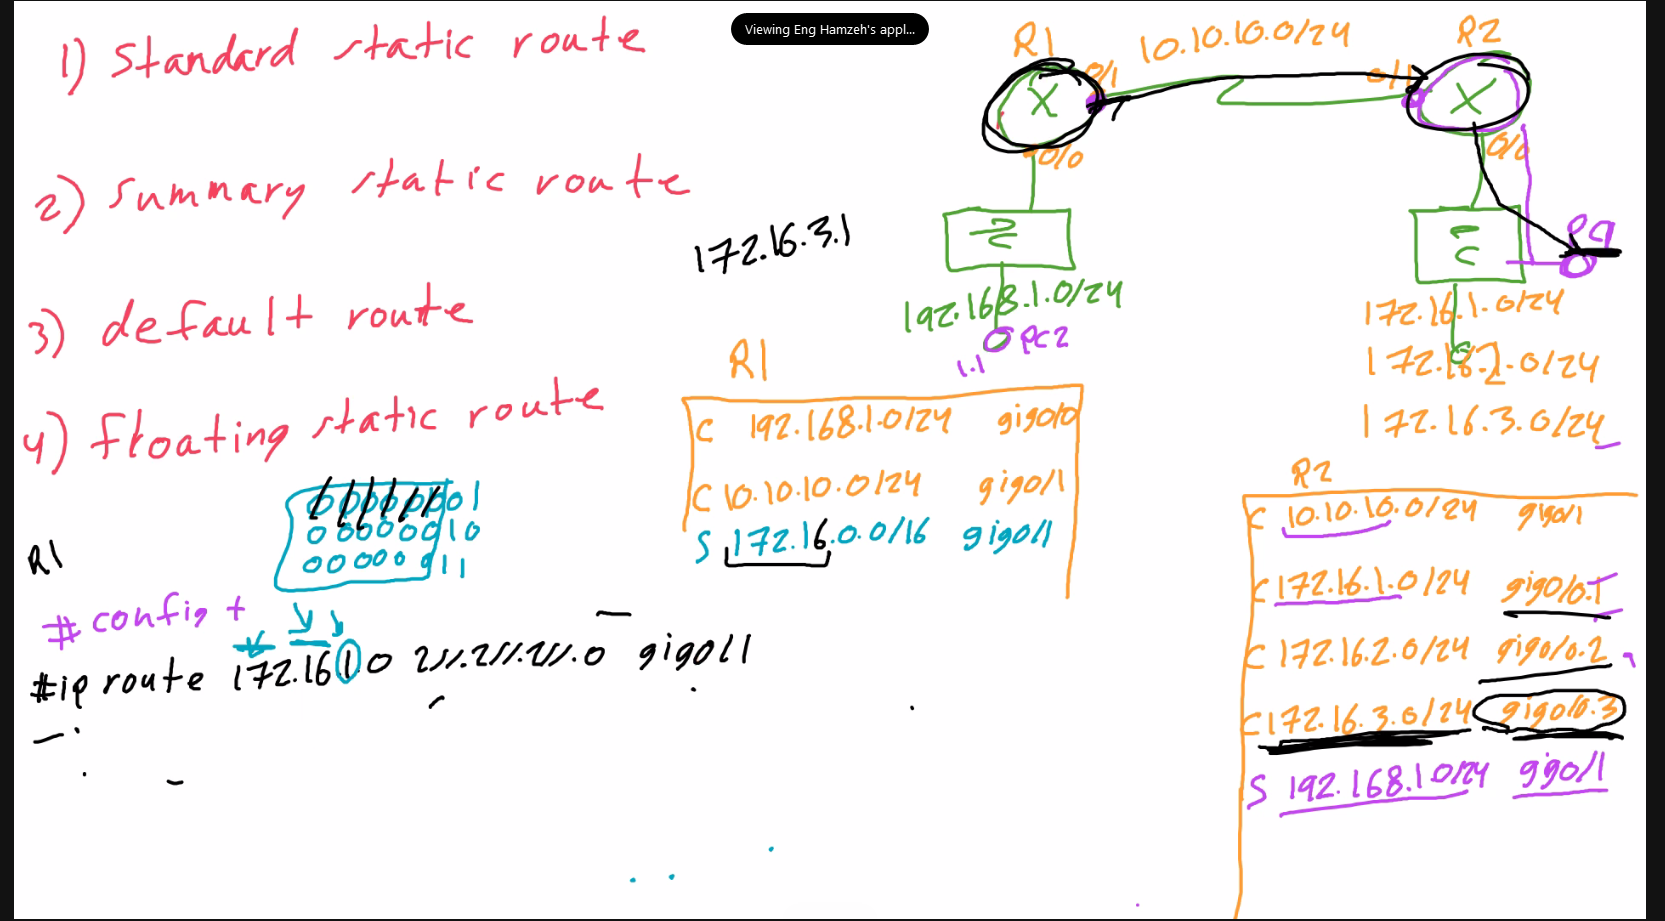 Viewing Eng Hamzeh's appl...
1) Standard static route
2) summary static route
3) default route
4) floating static route
R1
10.10.10.0/24
R2
0/1
0/1
0/0
0/0
172.16.3.1
192.168.1.0/24
PC2
1.1
172.16.1.0/24
172.16.2.0/24
172.16.3.0/24
R1
C 192.168.1.0/24 gig0/0
C 10.10.10.0/24 gig0/1
S 172.16.0.0/16 gig0/1
R2
C 10.10.10.0/24 gig0/1
C 172.16.1.0/24 gig0/0.1
C 172.16.2.0/24 gig0/0.2
C 172.16.3.0/24 gig0/0.3
S 192.168.1.0/24 gig0/1
00000001
00000010
00000011
R1
# config t
#ip route 172.16.1.0 255.255.255.0 gig0/1